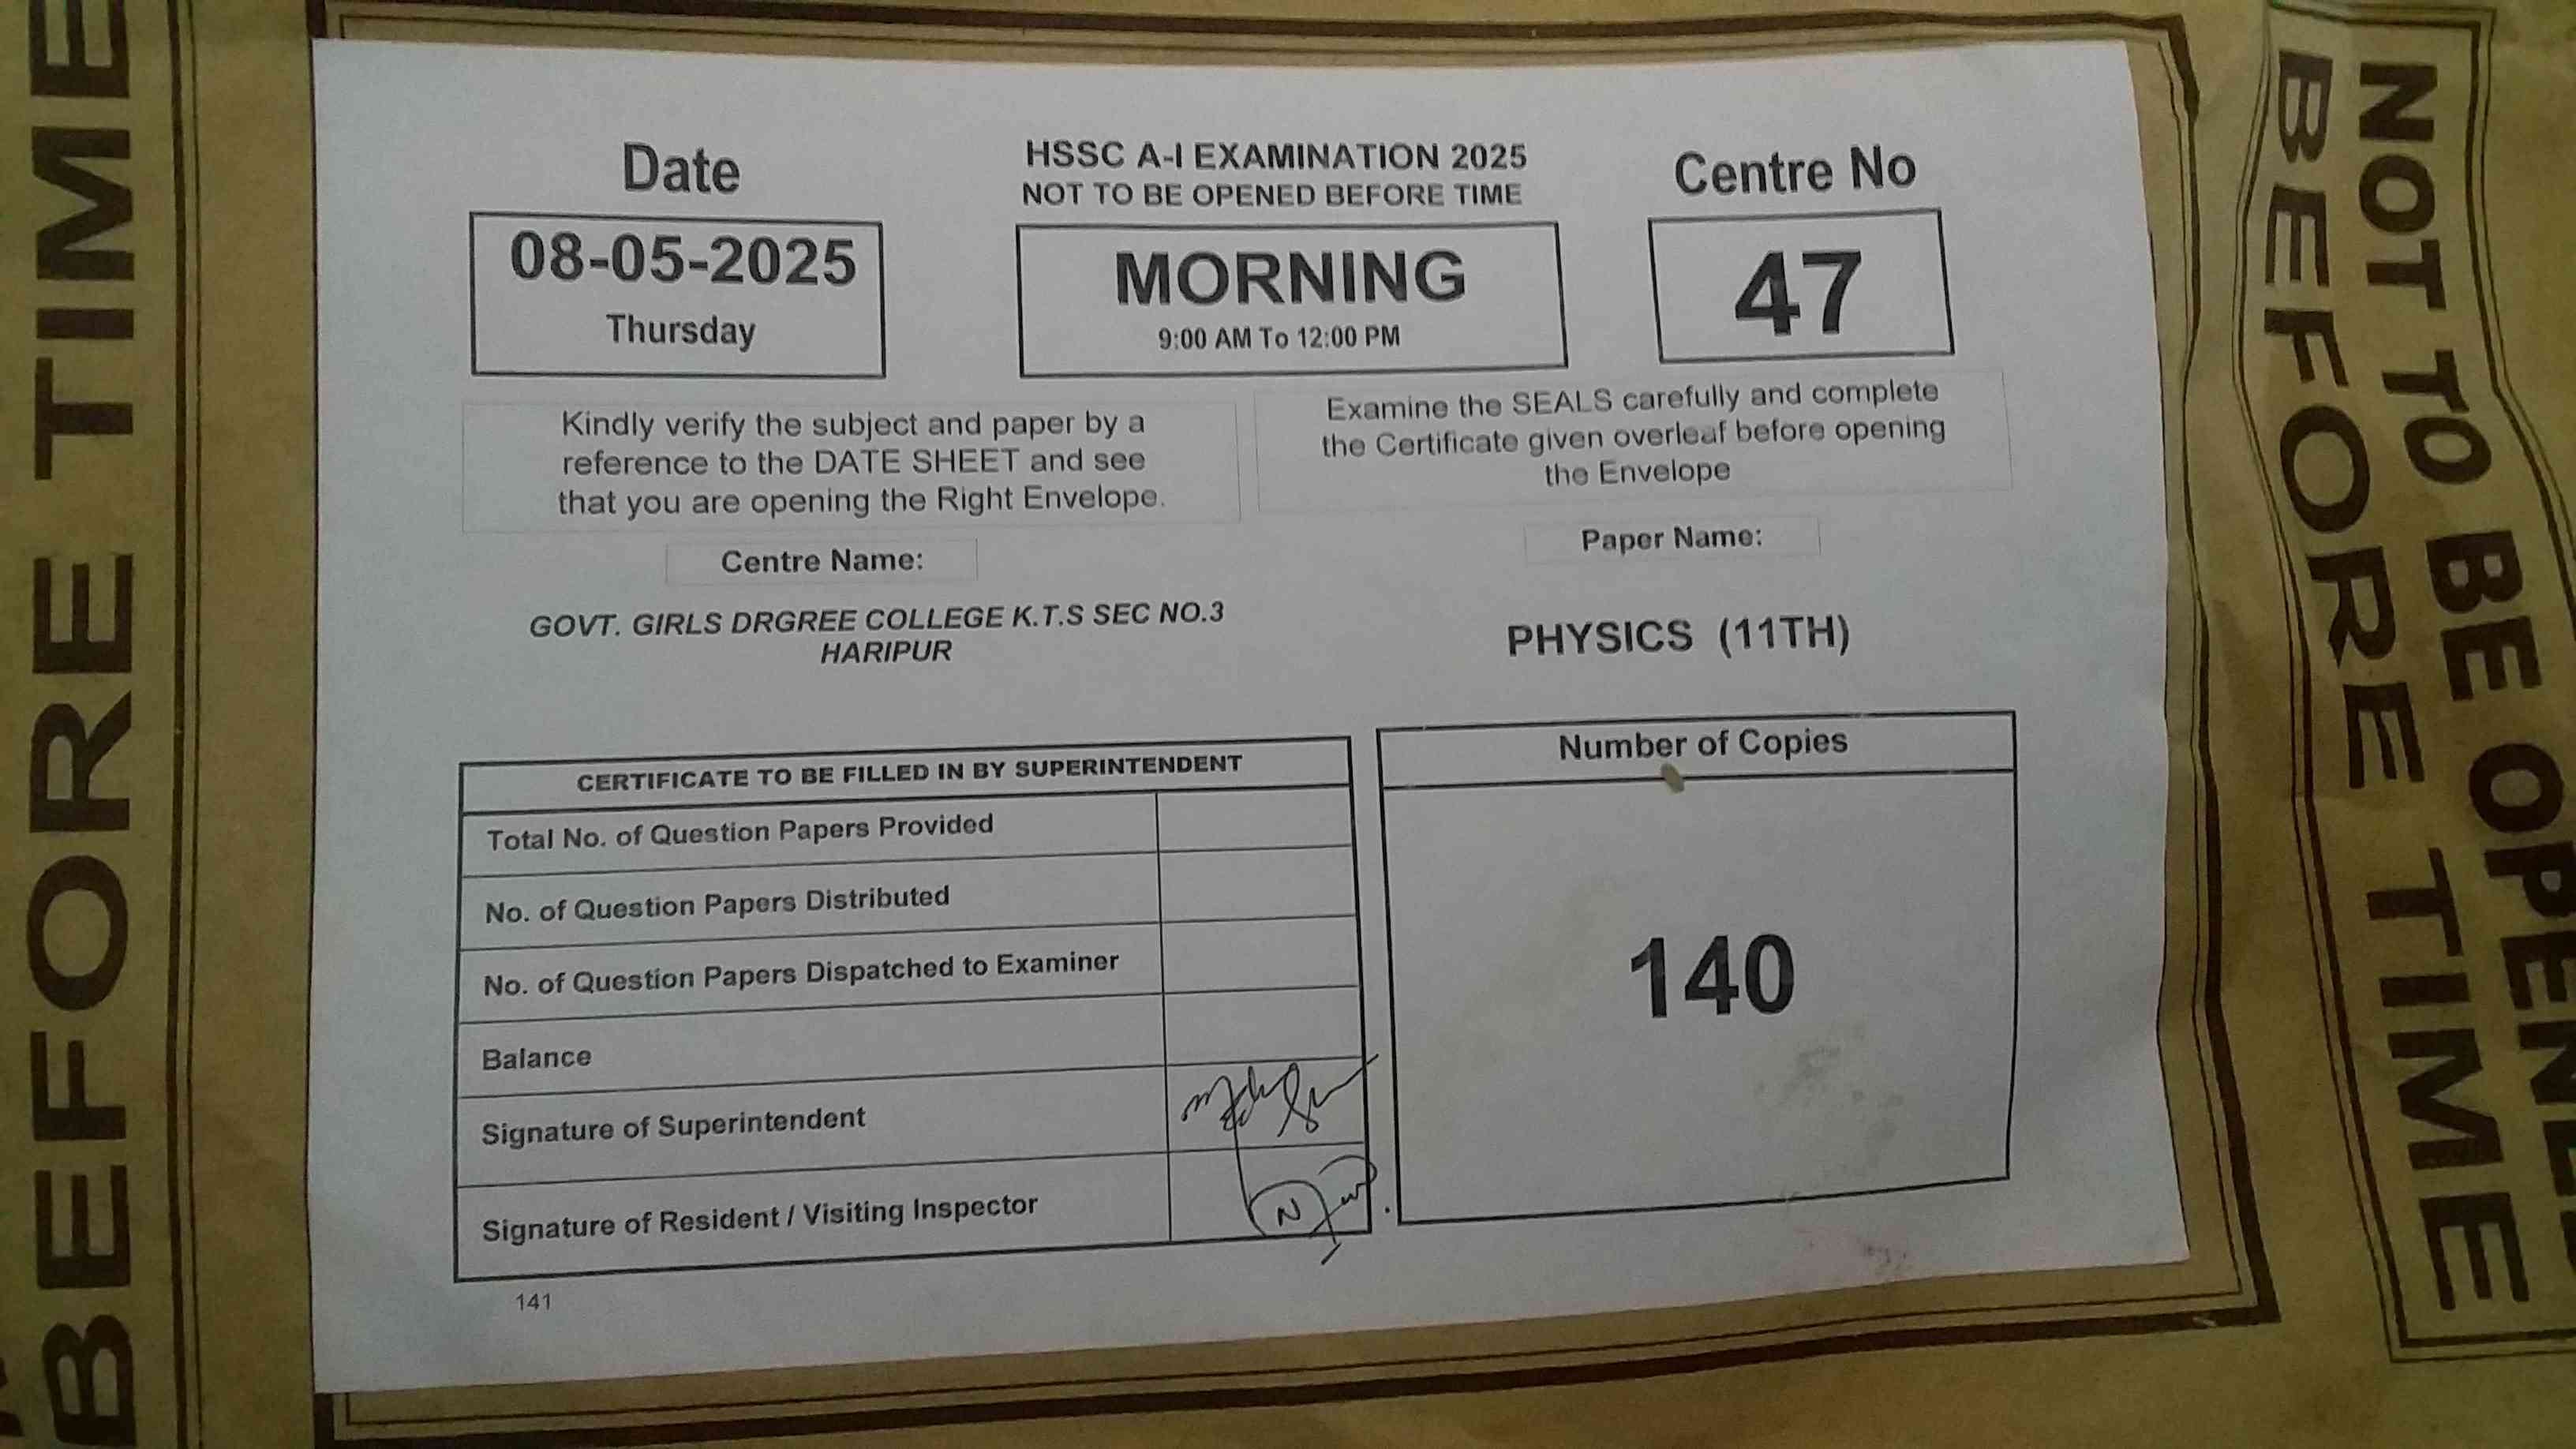 BEFORE TIME
NOT TO BE OPENE
BEFORE TIME
Date
08-05-2025
Thursday
HSSC A-I EXAMINATION 2025
NOT TO BE OPENED BEFORE TIME
MORNING
9:00 AM To 12:00 PM
Centre No
47
Kindly verify the subject and paper by a
reference to the DATE SHEET and see
that you are opening the Right Envelope.
Examine the SEALS carefully and complete
the Certificate given overleaf before opening
the Envelope
Centre Name:
GOVT. GIRLS DRGREE COLLEGE K.T.S SEC NO.3
HARIPUR
Paper Name:
PHYSICS (11TH)
CERTIFICATE TO BE FILLED IN BY SUPERINTENDENT
Total No. of Question Papers Provided
No. of Question Papers Distributed
No. of Question Papers Dispatched to Examiner
Balance
Signature of Superintendent
Signature of Resident / Visiting Inspector
Number of Copies
140
141